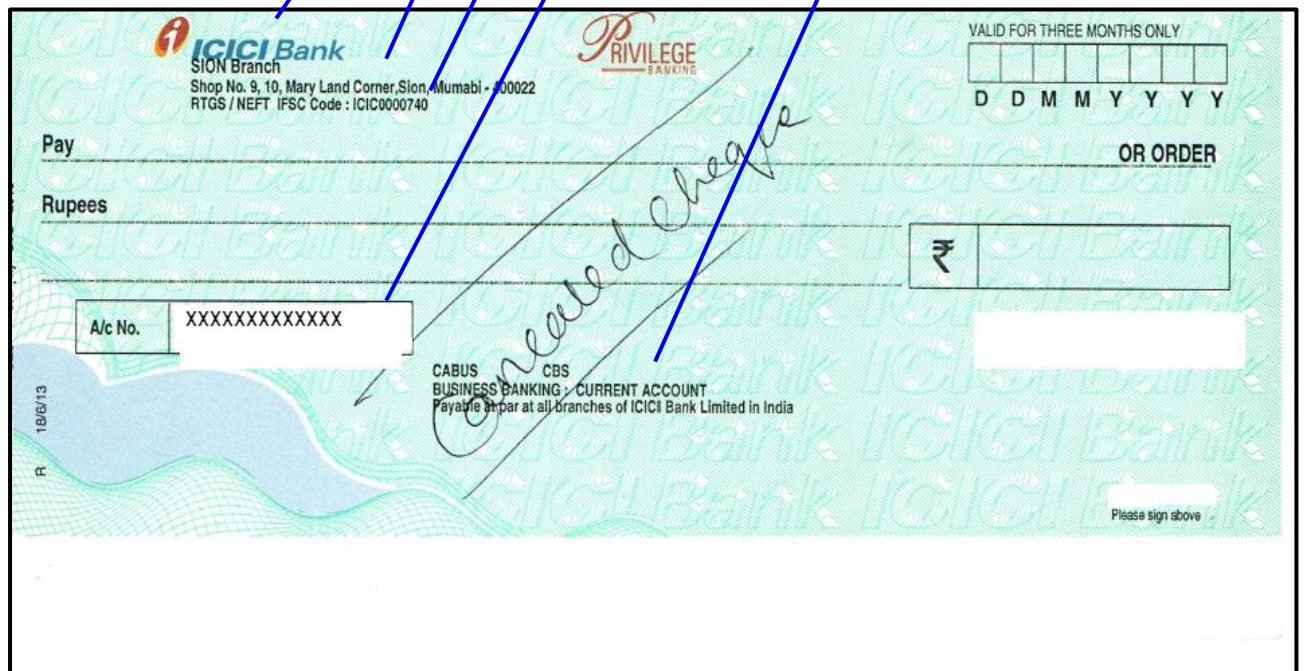 ICICI Bank
PRIVILEGE
BANKING
VALID FOR THREE MONTHS ONLY
SION Branch
Shop No. 9, 10, Mary Land Corner,Sion, Mumabi - 400022
RTGS / NEFT IFSC Code : ICIC0000740
D D M M Y Y Y Y
Pay
OR ORDER
Rupees
₹
Cancelled Cheque
A/c No. XXXXXXXXXXXXX
CABUS CBS
BUSINESS BANKING : CURRENT ACCOUNT
Payable at par at all branches of ICICI Bank Limited in India
R 18/6/13
Please sign above